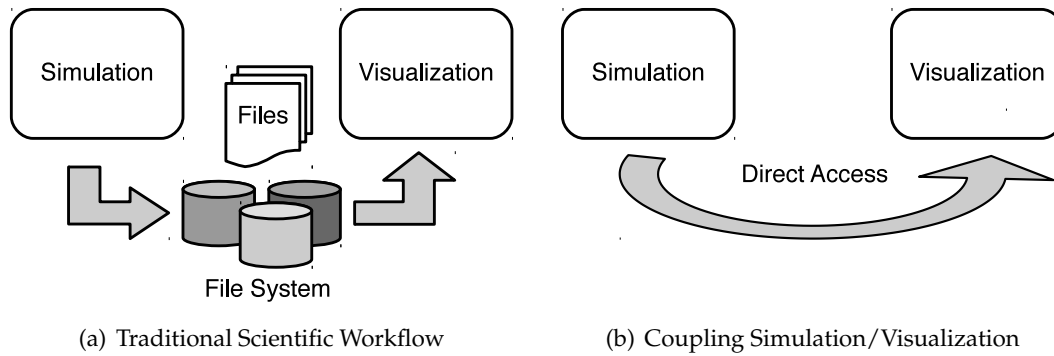 Simulation
Files
Visualization
File System
(a) Traditional Scientific Workflow
Simulation
Visualization
Direct Access
(b) Coupling Simulation/Visualization